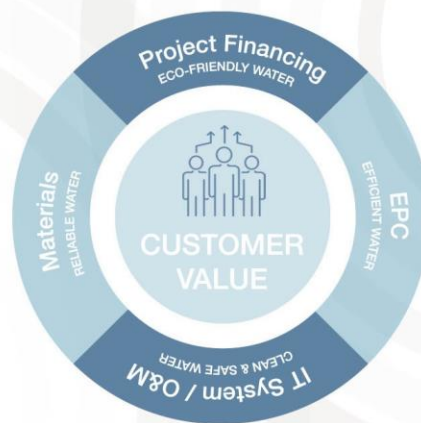 Project Financing
ECO-FRIENDLY WATER
EPC
EFFICIENT WATER
IT System / O&M
CLEAN & SAFE WATER
Materials
RELIABLE WATER
CUSTOMER
VALUE